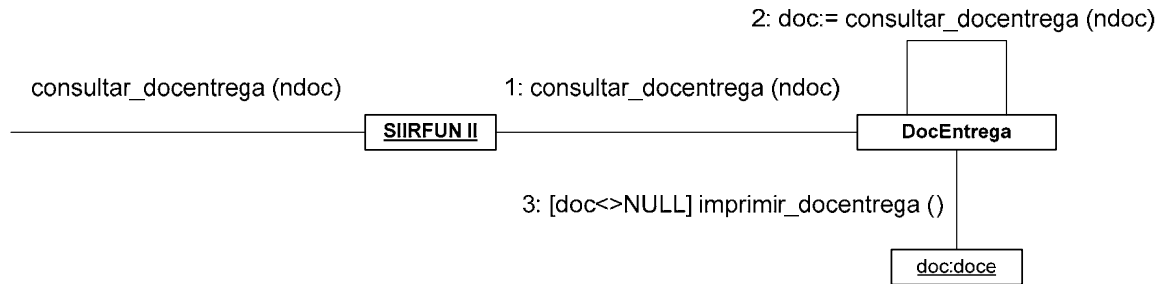 2: doc:= consultar_docentrega (ndoc)
consultar_docentrega (ndoc)
1: consultar_docentrega (ndoc)
SIIRFUN II
DocEntrega
3: [doc<>NULL] imprimir_docentrega ()
doc:doce